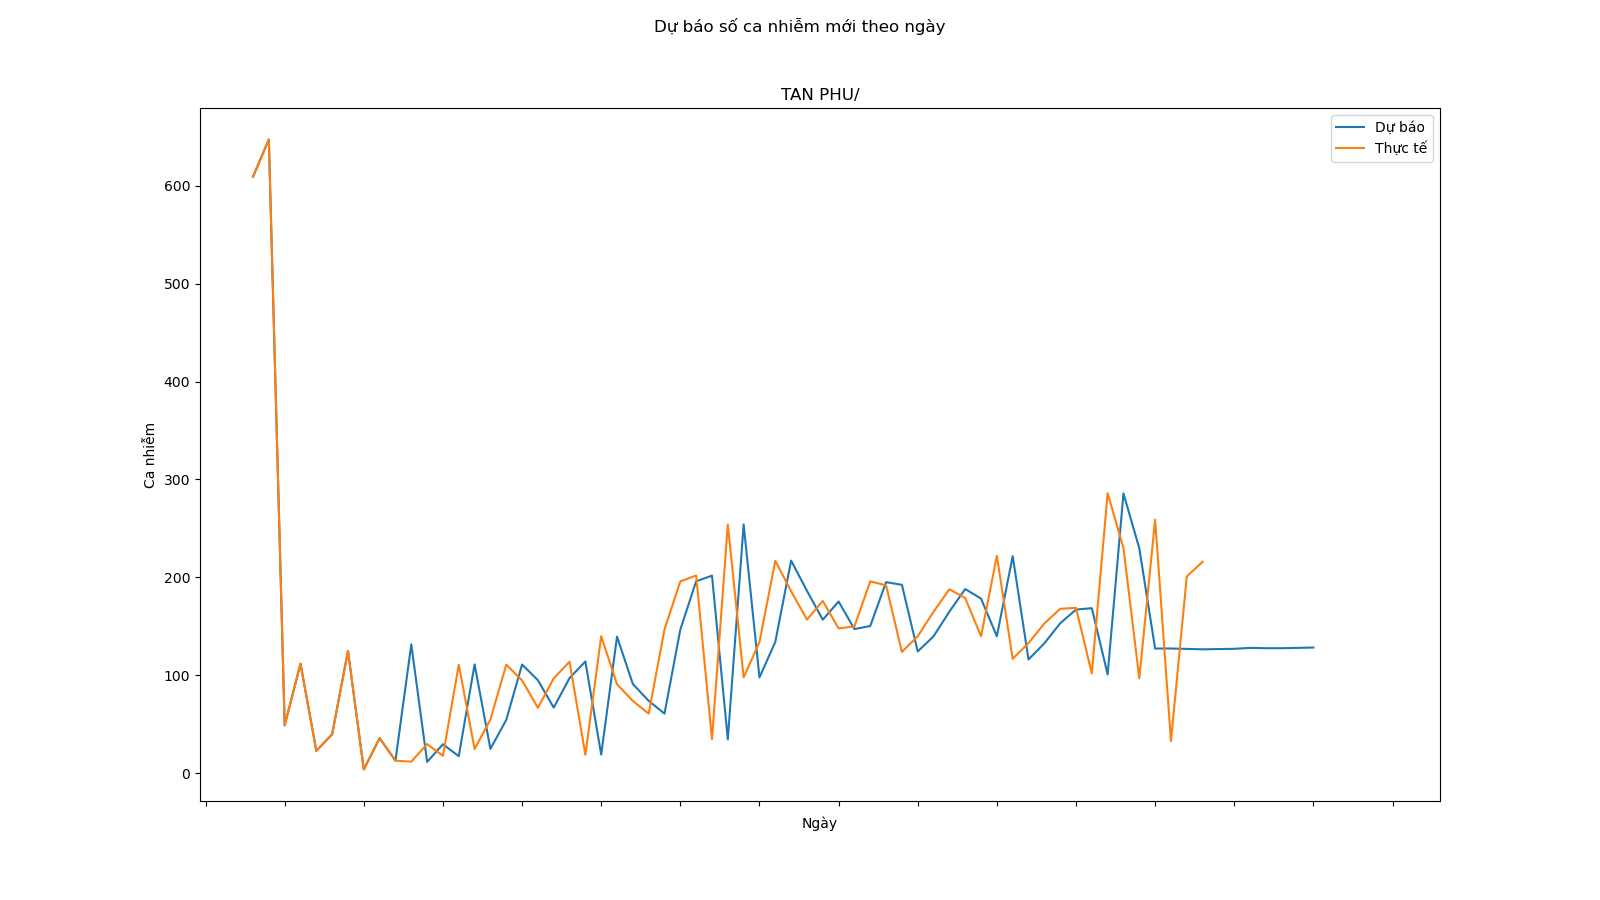 Dự báo số ca nhiễm mới theo ngày
TAN PHU/
Dự báo
Thực tế
600
500
400
300
200
100
0
Ca nhiễm
Ngày